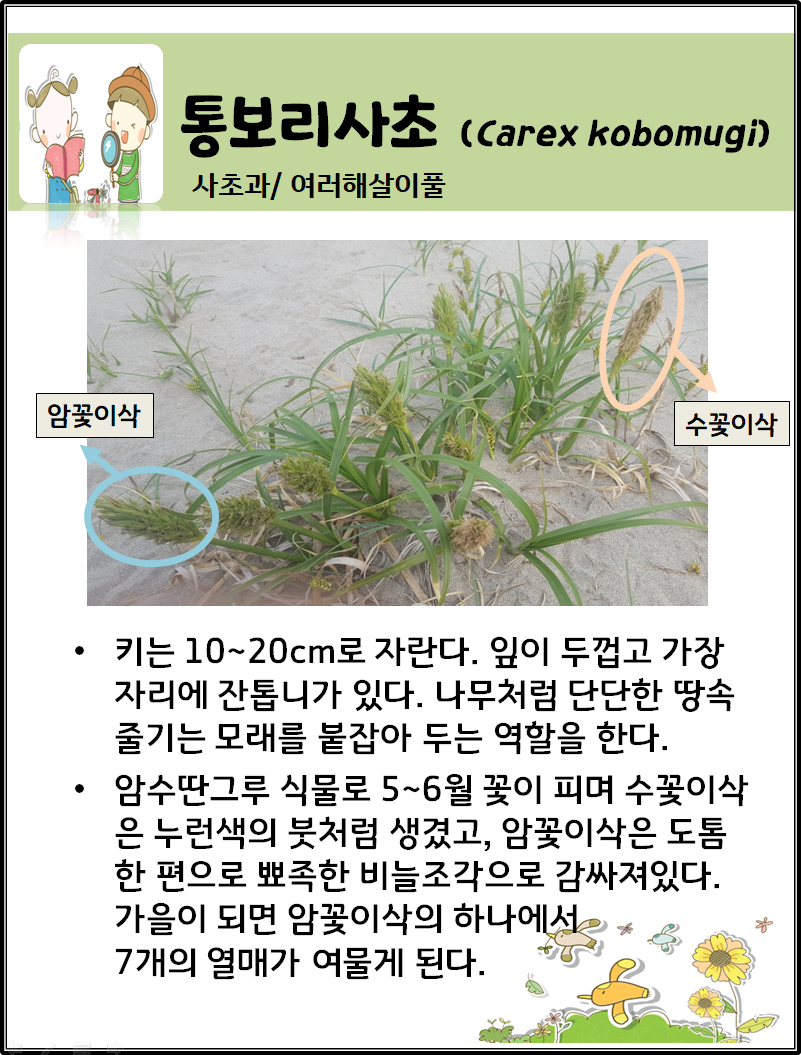 통보리사초 (Carex kobomugi)
사초과/ 여러해살이풀
암꽃이삭
수꽃이삭
• 키는 10~20cm로 자란다. 잎이 두껍고 가장
자리에 잔톱니가 있다. 나무처럼 단단한 땅속
줄기는 모래를 붙잡아 두는 역할을 한다.
• 암수딴그루 식물로 5~6월 꽃이 피며 수꽃이삭
은 누런색의 붓처럼 생겼고, 암꽃이삭은 도톰
한 편으로 뾰족한 비늘조각으로 감싸져있다.
가을이 되면 암꽃이삭의 하나에서
7개의 열매가 여물게 된다.